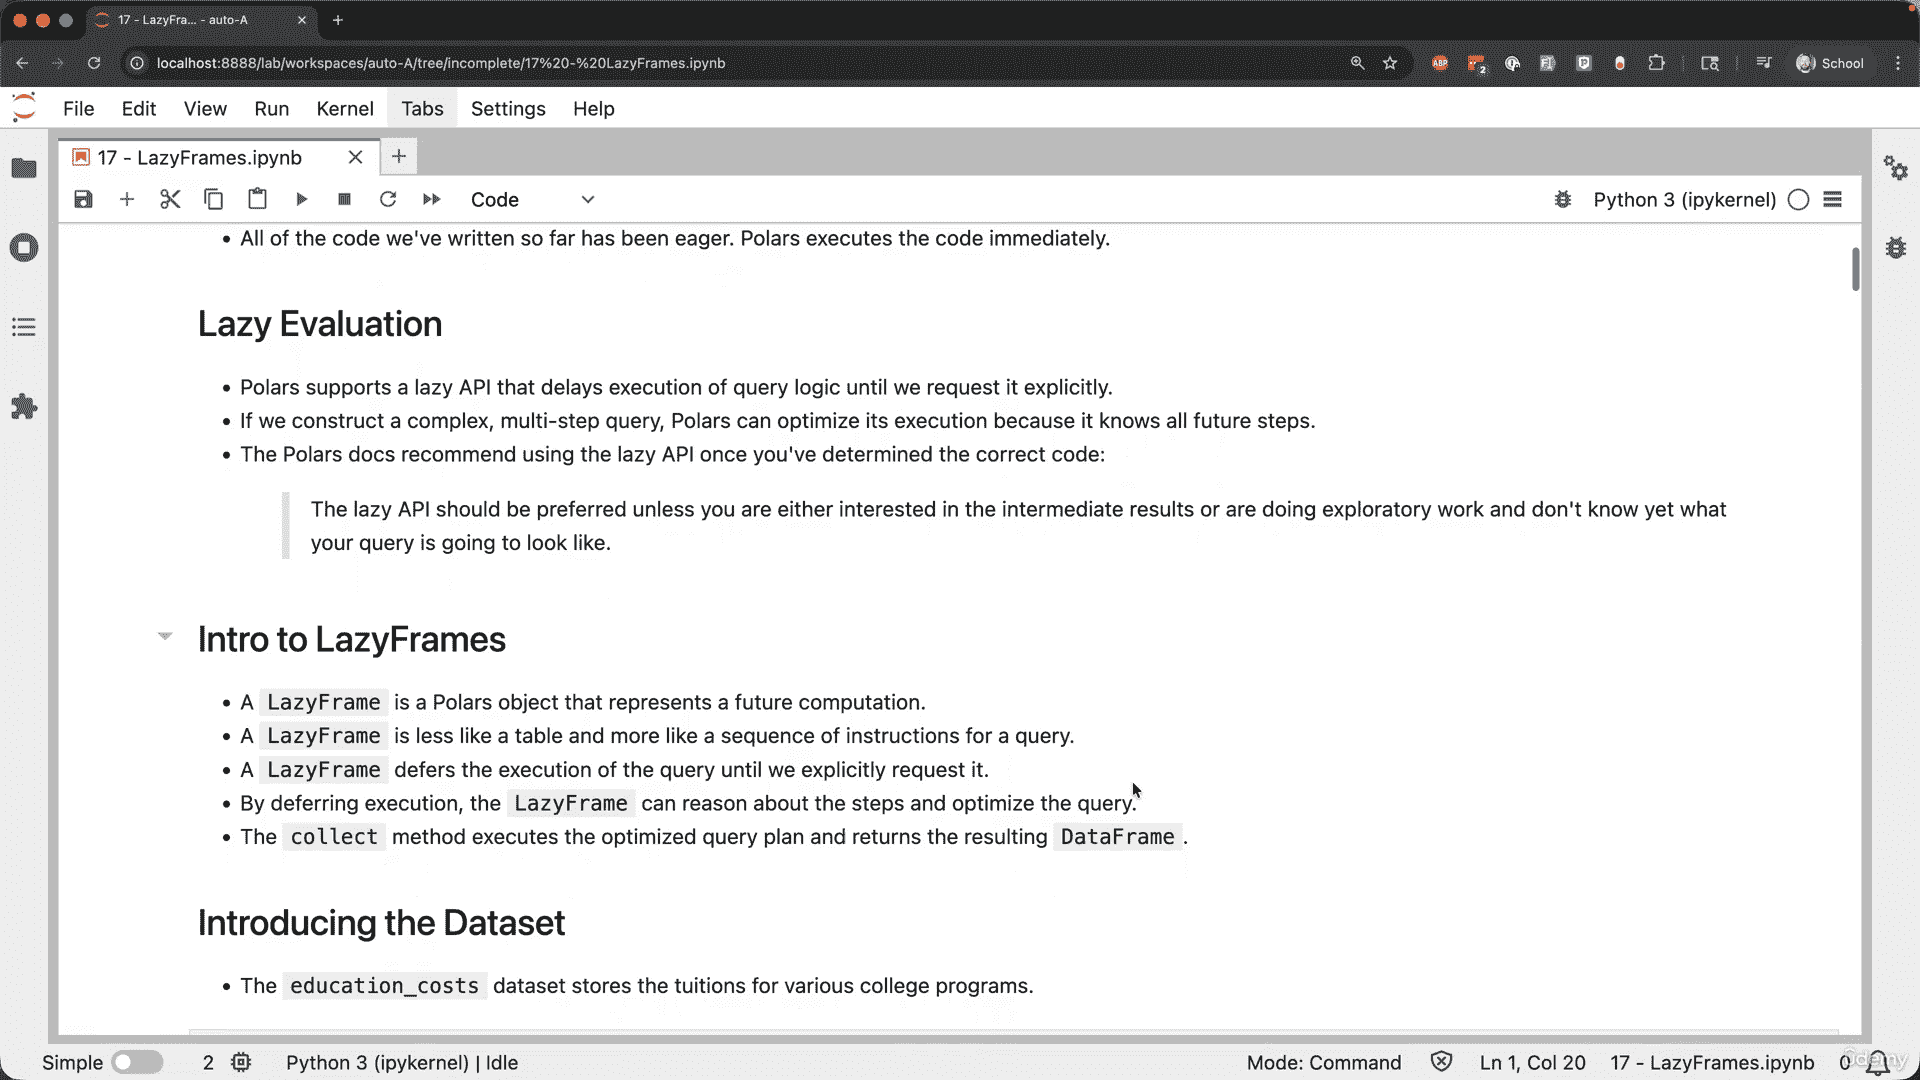 17 - LazyFra... - auto-A
localhost:8888/lab/workspaces/auto-A/tree/incomplete/17%20-%20LazyFrames.ipynb
ABP
2
School
File Edit View Run Kernel Tabs Settings Help
17 - LazyFrames.ipynb
Code
Python 3 (ipykernel)
• All of the code we've written so far has been eager. Polars executes the code immediately.
Lazy Evaluation
• Polars supports a lazy API that delays execution of query logic until we request it explicitly.
• If we construct a complex, multi-step query, Polars can optimize its execution because it knows all future steps.
• The Polars docs recommend using the lazy API once you've determined the correct code:
The lazy API should be preferred unless you are either interested in the intermediate results or are doing exploratory work and don't know yet what
your query is going to look like.
Intro to LazyFrames
• A LazyFrame is a Polars object that represents a future computation.
• A LazyFrame is less like a table and more like a sequence of instructions for a query.
• A LazyFrame defers the execution of the query until we explicitly request it.
• By deferring execution, the LazyFrame can reason about the steps and optimize the query.
• The collect method executes the optimized query plan and returns the resulting DataFrame.
Introducing the Dataset
• The education_costs dataset stores the tuitions for various college programs.
Simple 2 Python 3 (ipykernel) | Idle Mode: Command Ln 1, Col 20 17 - LazyFrames.ipynb 0
Udemy